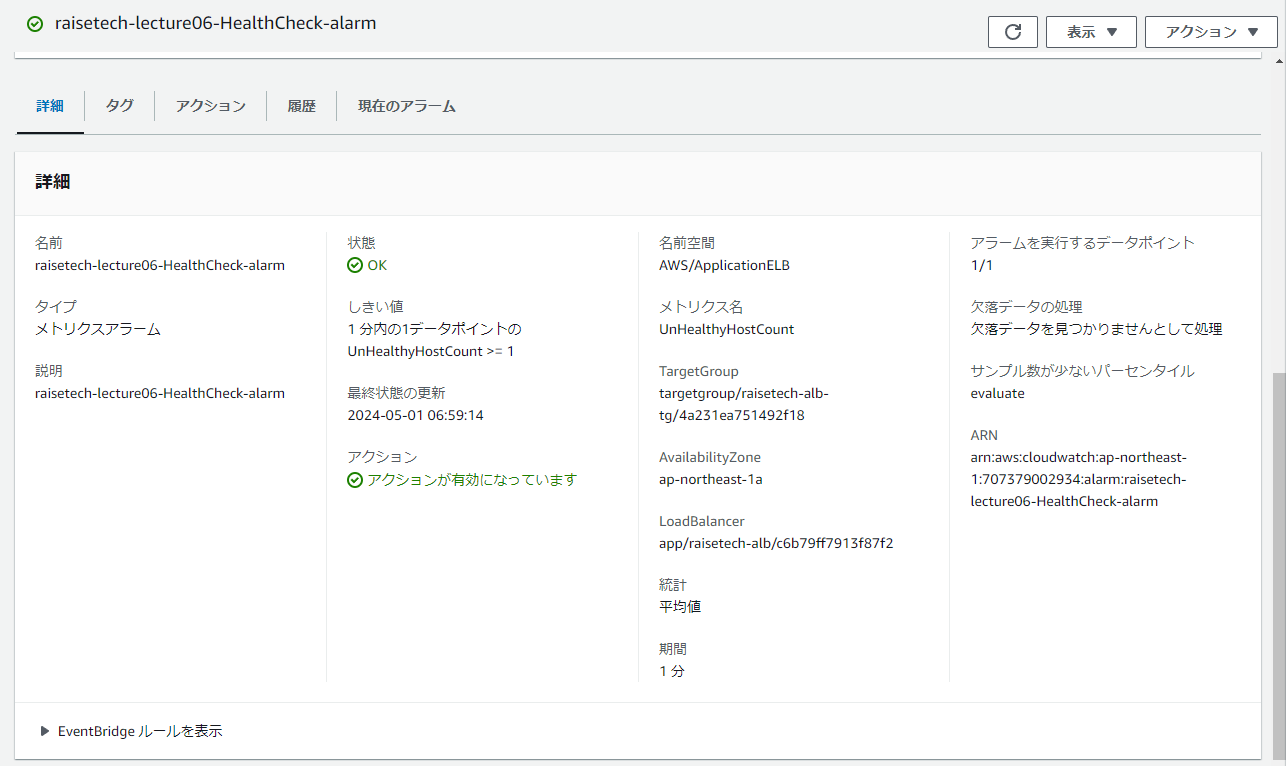 raisetech-lecture06-HealthCheck-alarm
表示
アクション
詳細
タグ
アクション
履歴
現在のアラーム
詳細
名前
raisetech-lecture06-HealthCheck-alarm
タイプ
メトリクスアラーム
説明
raisetech-lecture06-HealthCheck-alarm
状態
OK
しきい値
1 分内の1データポイントの
UnHealthyHostCount >= 1
最終状態の更新
2024-05-01 06:59:14
アクション
アクションが有効になっています
名前空間
AWS/ApplicationELB
メトリクス名
UnHealthyHostCount
TargetGroup
targetgroup/raisetech-alb-
tg/4a231ea751492f18
AvailabilityZone
ap-northeast-1a
LoadBalancer
app/raisetech-alb/c6b79ff7913f87f2
統計
平均値
期間
1 分
アラームを実行するデータポイント
1/1
欠落データの処理
欠落データを見つかりませんとして処理
サンプル数が少ないパーセンタイル
evaluate
ARN
arn:aws:cloudwatch:ap-northeast-
1:707379002934:alarm:raisetech-
lecture06-HealthCheck-alarm
EventBridge ルールを表示